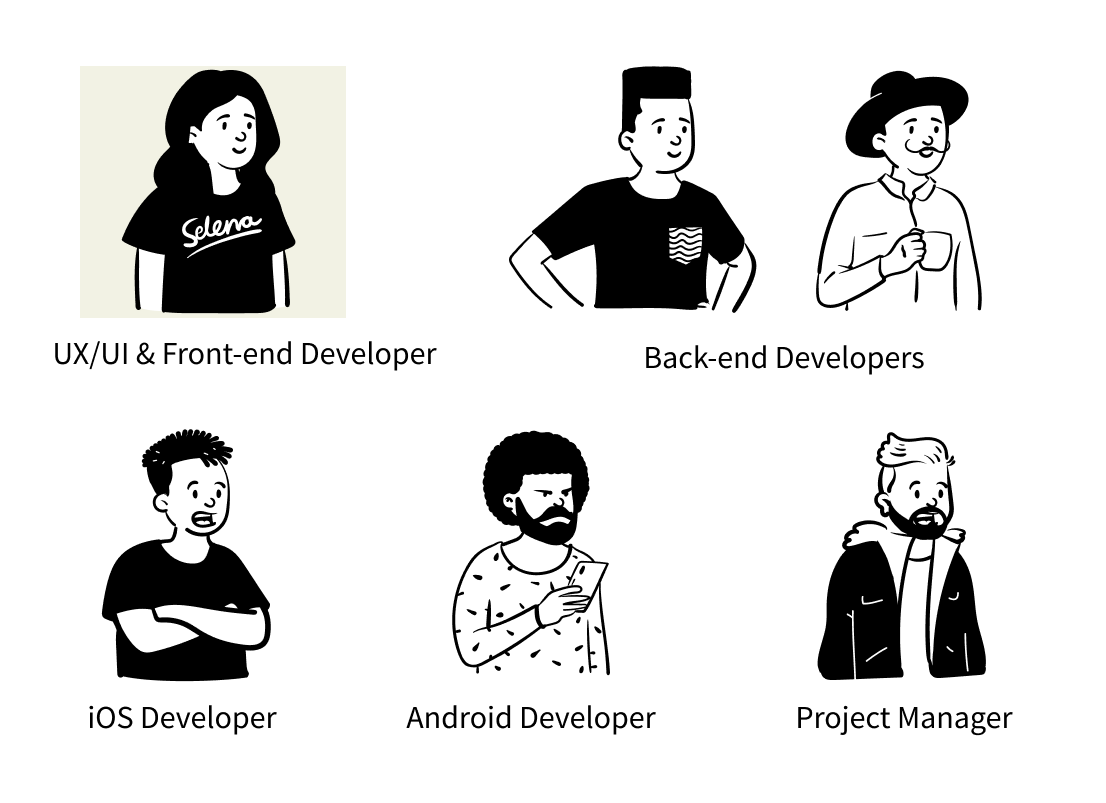 Selena
UX/UI & Front-end Developer
Back-end Developers
iOS Developer
Android Developer
Project Manager